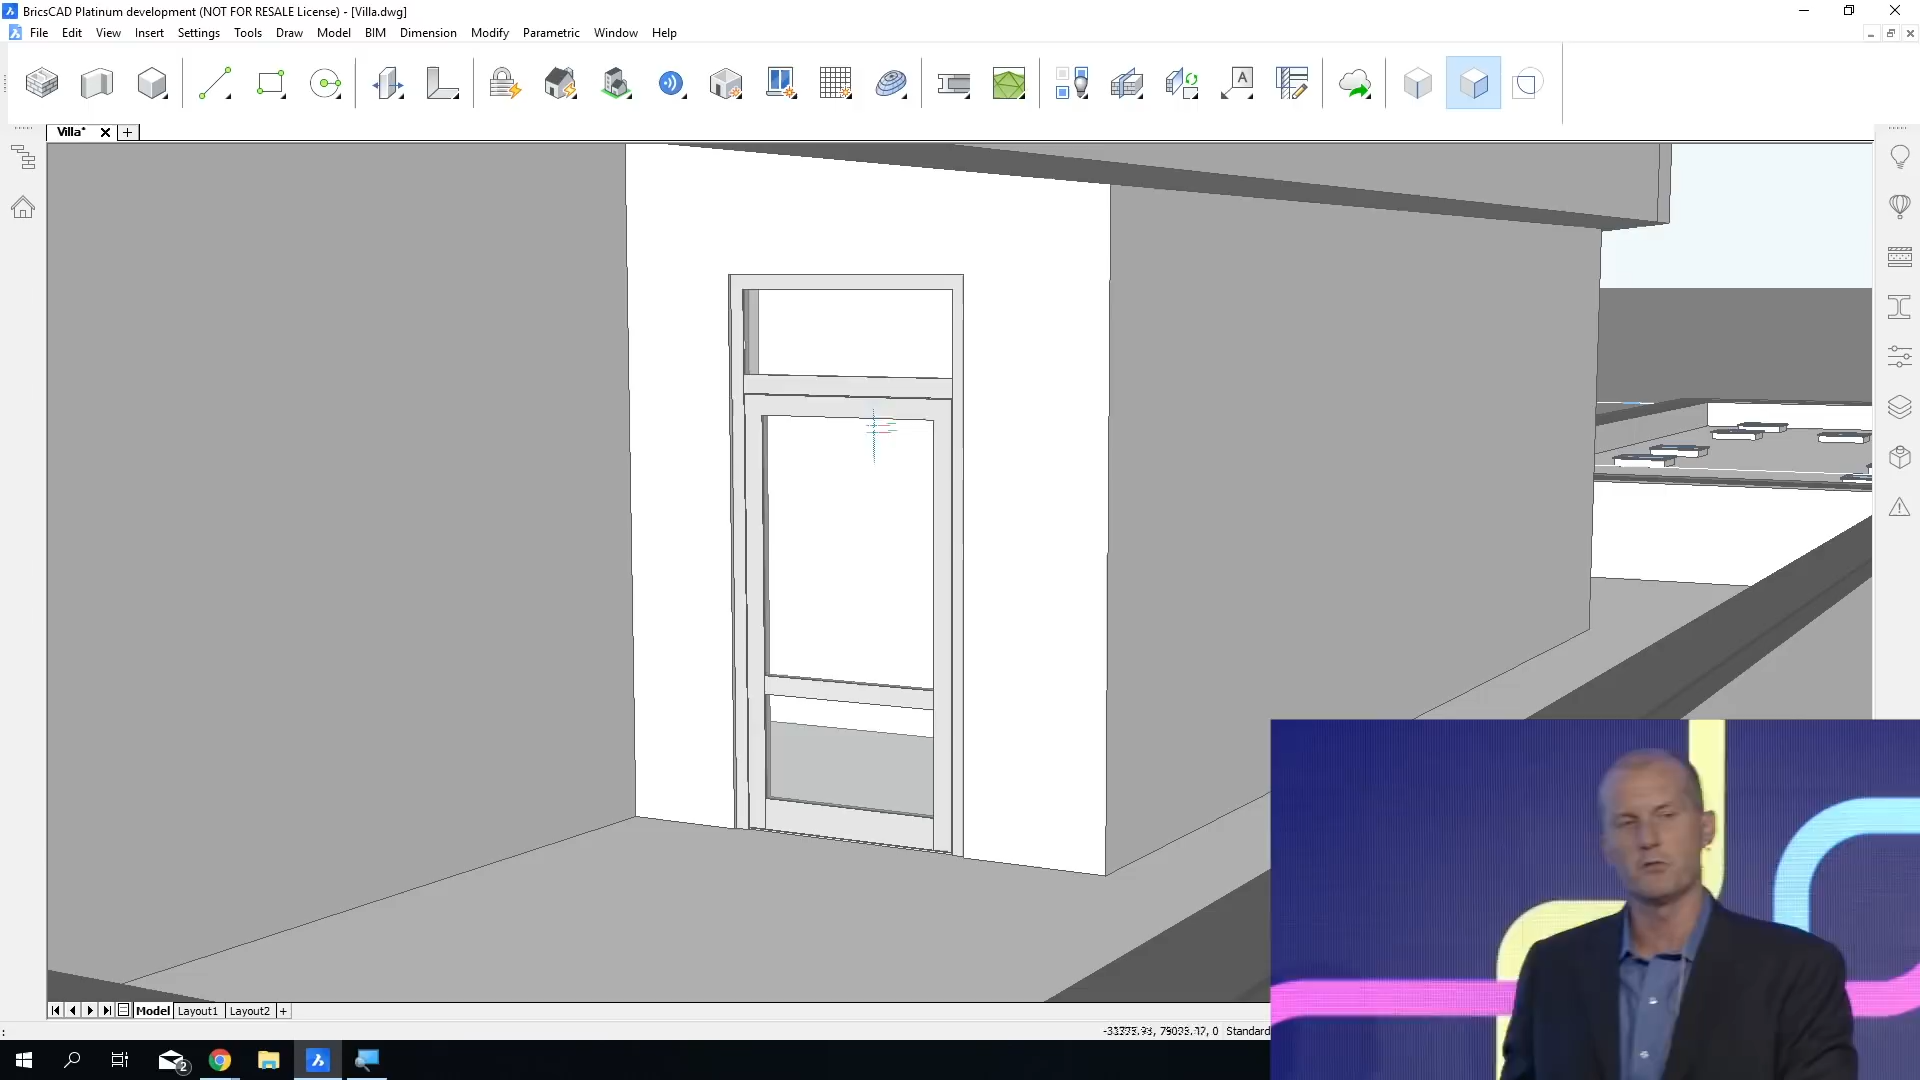 BricsCAD Platinum development (NOT FOR RESALE License) - [Villa.dwg]
File Edit View Insert Settings Tools Draw Model BIM Dimension Modify Parametric Window Help
A
Villa*
Model Layout1 Layout2 +
: Standard
2